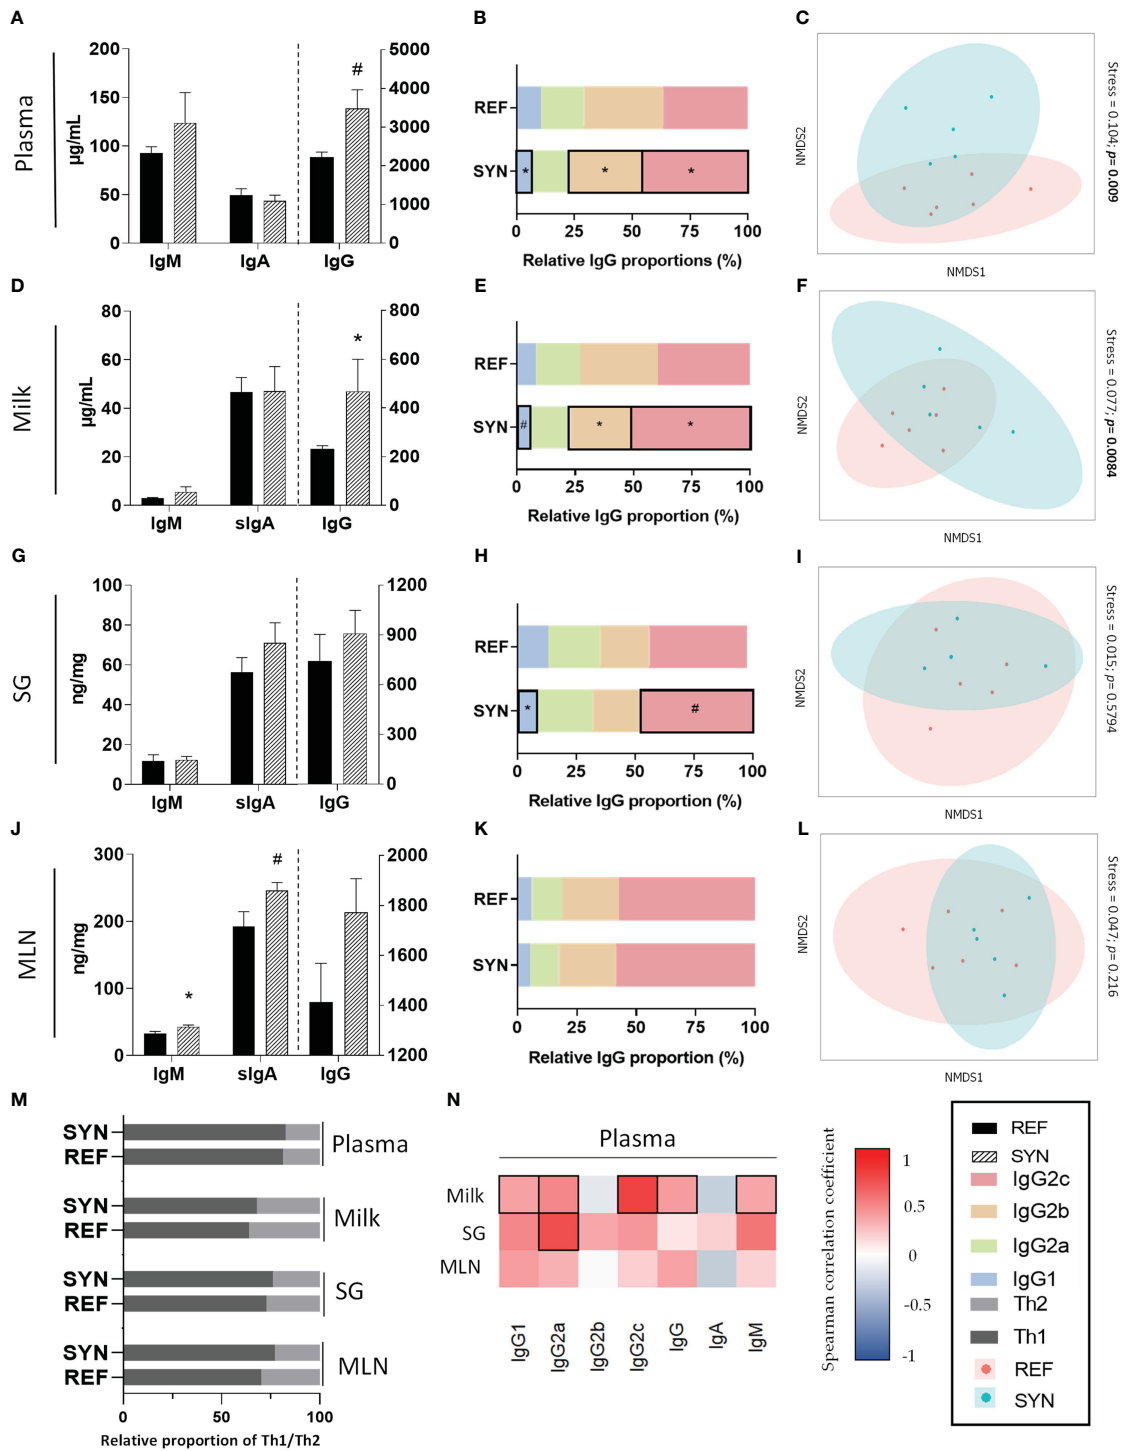 A
B
C
Plasma
µg/mL
200
150
100
50
0
5000
4000
3000
2000
1000
0
#
IgM
IgA
IgG
REF
SYN
*
*
*
0
25
50
75
100
Relative IgG proportions (%)
NMDS2
NMDS1
Stress = 0.104; p= 0.009
D
E
F
Milk
µg/mL
80
60
40
20
0
800
600
400
200
0
*
IgM
sIgA
IgG
REF
SYN
#
*
*
0
25
50
75
100
Relative IgG proportion (%)
NMDS2
NMDS1
Stress = 0.077; p= 0.0084
G
H
I
SG
ng/mg
100
80
60
40
20
0
1200
900
600
300
0
IgM
sIgA
IgG
REF
SYN
*
#
0
25
50
75
100
Relative IgG proportion (%)
NMDS2
NMDS1
Stress = 0.015; p= 0.5794
J
K
L
MLN
ng/mg
300
200
100
0
2000
1800
1600
1400
1200
*
#
IgM
sIgA
IgG
REF
SYN
0
25
50
75
100
Relative IgG proportion (%)
NMDS2
NMDS1
Stress = 0.047; p= 0.216
M
SYN
REF
Plasma
SYN
REF
Milk
SYN
REF
SG
SYN
REF
MLN
0
50
100
Relative proportion of Th1/Th2
N
Plasma
Milk
SG
MLN
IgG1
IgG2a
IgG2b
IgG2c
IgG
IgA
IgM
Spearman correlation coefficient
1
0.5
0
-0.5
-1
REF
SYN
IgG2c
IgG2b
IgG2a
IgG1
Th2
Th1
REF
SYN